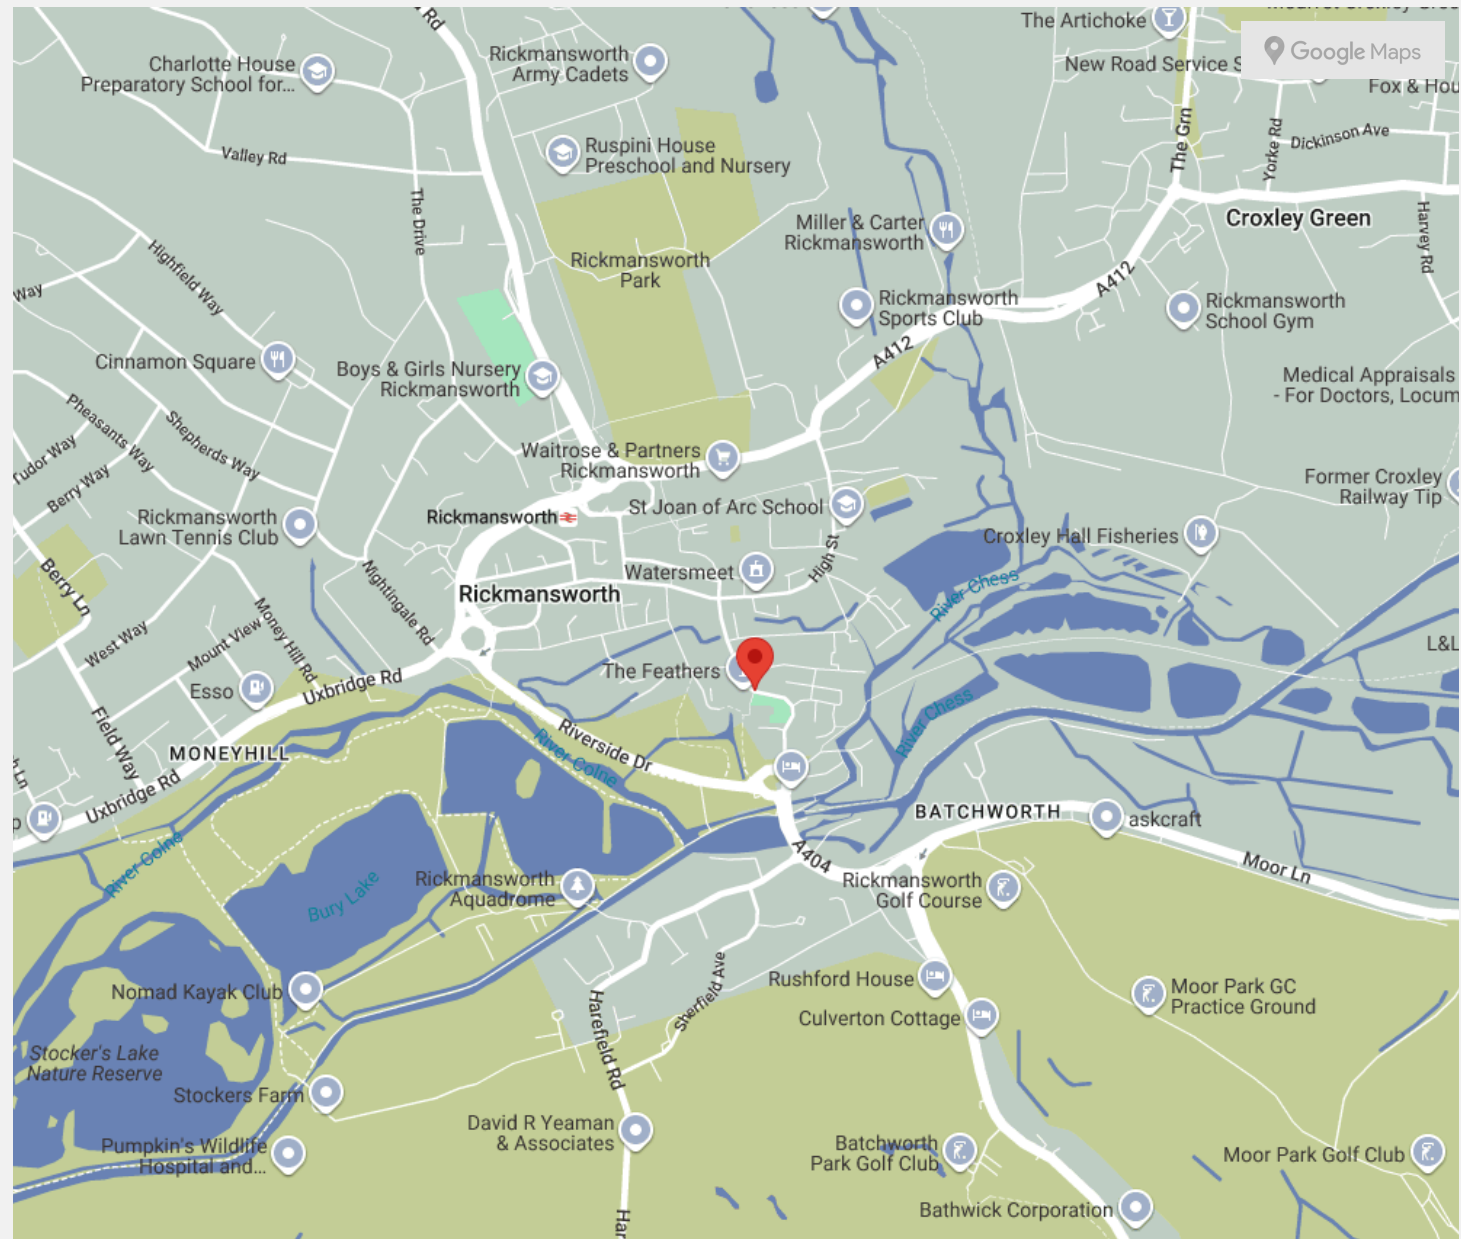 Rd
The Artichoke
Google Maps
Rickmansworth
Army Cadets
Charlotte House
Preparatory School for...
New Road Service S
Fox & Hou
The Grn
Yorke Rd
Dickinson Ave
Ruspini House
Preschool and Nursery
Valley Rd
The Drive
Harvey Rd
Croxley Green
Miller & Carter
Rickmansworth
Highfield Way
Rickmansworth
Park
Way
A412
Rickmansworth
Sports Club
Rickmansworth
School Gym
A412
Cinnamon Square
Boys & Girls Nursery
Rickmansworth
Medical Appraisals
- For Doctors, Locum
Pheasants Way
Shepherds Way
Tudor Way
Berry Way
Waitrose & Partners
Rickmansworth
Former Croxley
Railway Tip
St Joan of Arc School
Rickmansworth
Rickmansworth
Lawn Tennis Club
Croxley Hall Fisheries
High St
Watersmeet
Berry Ln
Nightingale Rd
Rickmansworth
River Chess
West Way
Mount View
Money Hill Rd
L&L
The Feathers
Esso
Uxbridge Rd
River Chess
Field Way
Riverside Dr
River Colne
MONEYHILL
h Ln
Uxbridge Rd
p
BATCHWORTH
askcraft
A404
River Colne
Moor Ln
Bury Lake
Rickmansworth
Aquadrome
Rickmansworth
Golf Course
Nomad Kayak Club
Sherfield Ave
Rushford House
Moor Park GC
Practice Ground
Culverton Cottage
Harefield Rd
Stocker's Lake
Nature Reserve
Stockers Farm
David R Yeaman
& Associates
Pumpkin's Wildlife
Hospital and...
Batchworth
Park Golf Club
Moor Park Golf Club
Bathwick Corporation
Har